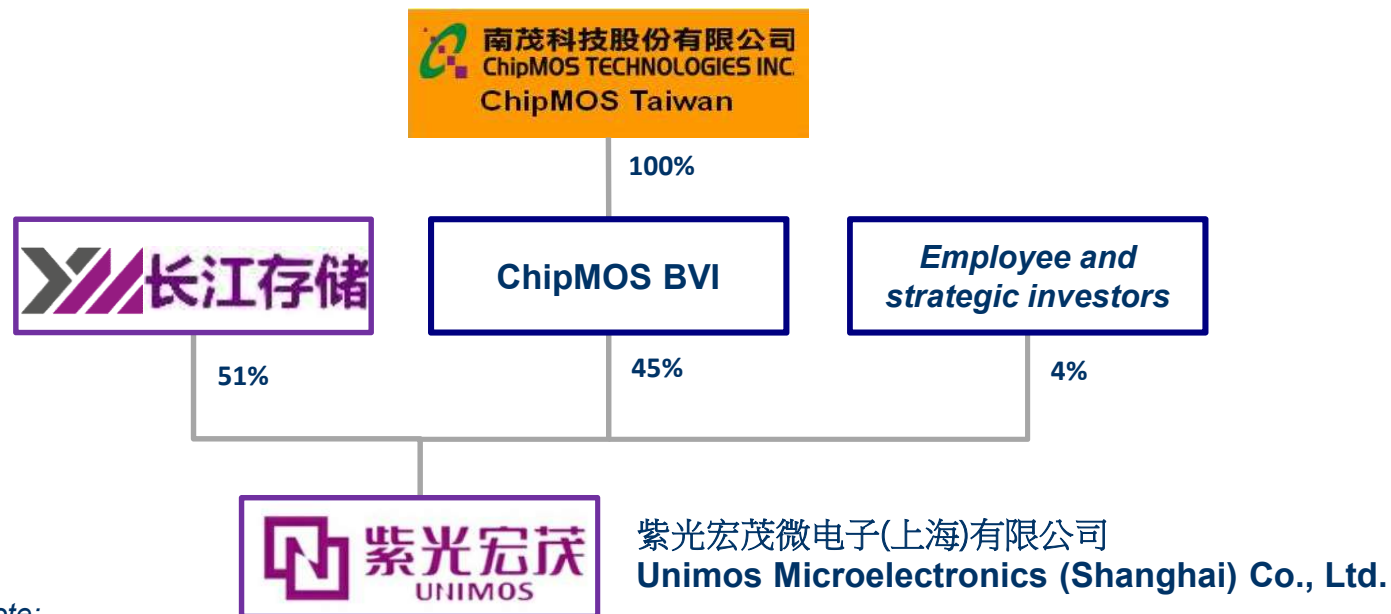 南茂科技股份有限公司
ChipMOS TECHNOLOGIES INC.
ChipMOS Taiwan
100%
长江存储
ChipMOS BVI
Employee and
strategic investors
51%
45%
4%
紫光宏茂
UNIMOS
紫光宏茂微电子(上海)有限公司
Unimos Microelectronics (Shanghai) Co., Ltd.